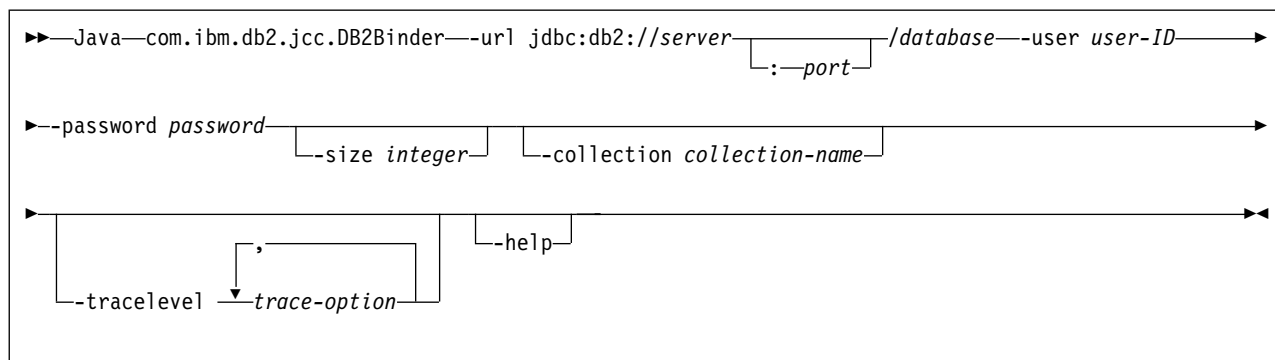 Java com.ibm.db2.jcc.DB2Binder -url jdbc:db2://server /database -user user-ID
: port
-password password
-size integer -collection collection-name
,
-help
-tracelevel trace-option